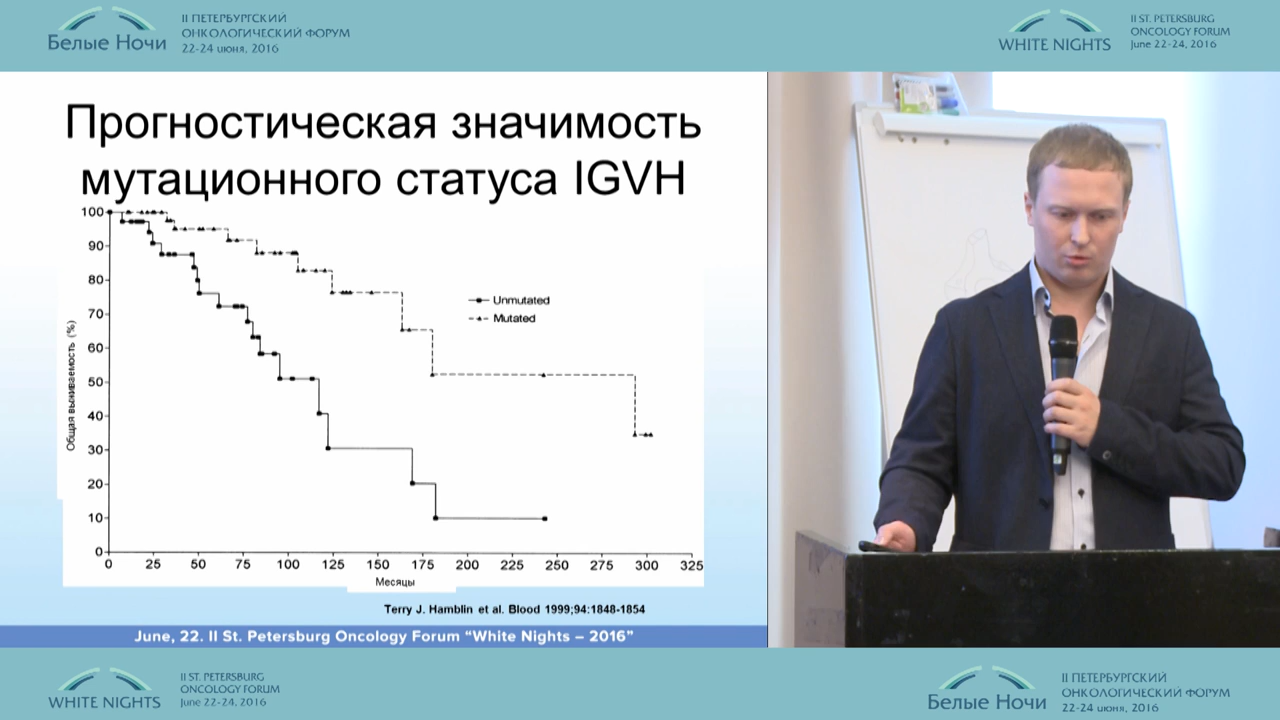 Белые Ночи
II ПЕТЕРБУРГСКИЙ
ОНКОЛОГИЧЕСКИЙ ФОРУМ
22-24 июня, 2016
WHITE NIGHTS
II ST. PETERSBURG
ONCOLOGY FORUM
June 22-24, 2016
Прогностическая значимость
мутационного статуса IGVH
Общая выживаемость (%)
100
90
80
70
60
50
40
30
20
10
0
Unmutated
Mutated
0 25 50 75 100 125 150 175 200 225 250 275 300 325
Месяцы
Terry J. Hamblin et al. Blood 1999;94:1848-1854
June, 22. II St. Petersburg Oncology Forum “White Nights – 2016”
WHITE NIGHTS
II ST. PETERSBURG
ONCOLOGY FORUM
June 22-24, 2016
Белые Ночи
II ПЕТЕРБУРГСКИЙ
ОНКОЛОГИЧЕСКИЙ ФОРУМ
22-24 июня, 2016